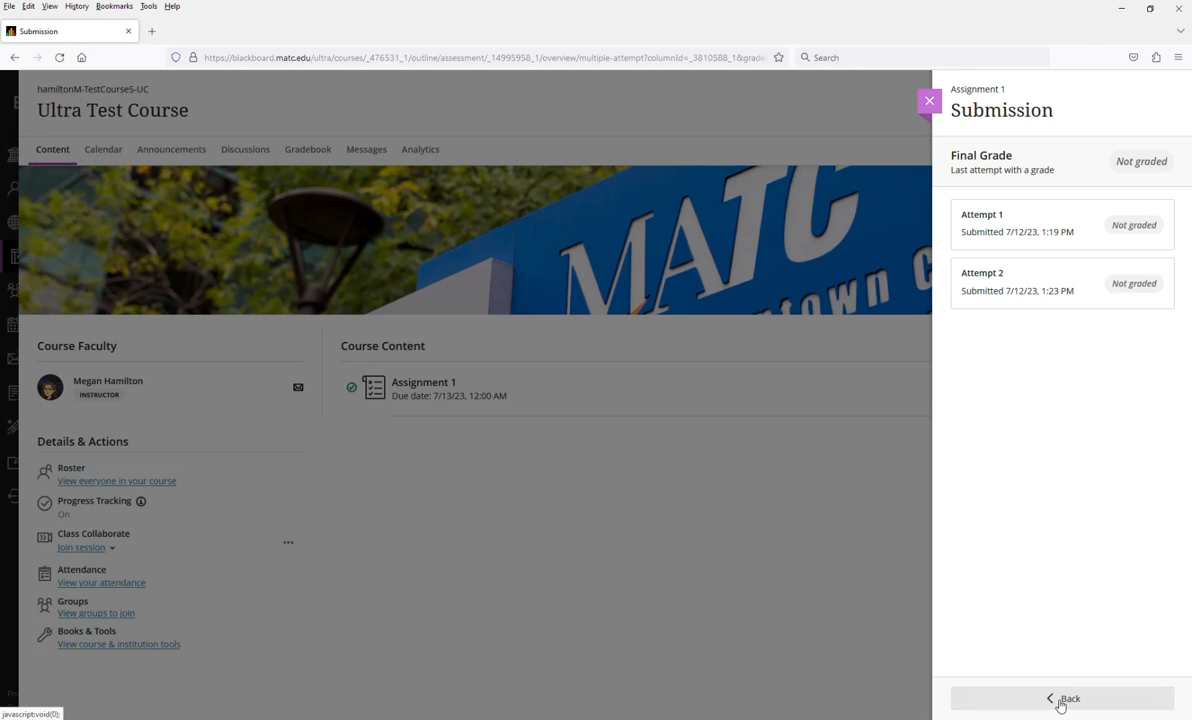 File Edit View History Bookmarks Tools Help
Submission
https://blackboard.matc.edu/ultra/courses/_476531_1/outline/assessment/_14995958_1/overview/multiple-attempt?columnId=_3810588_1&grade
Search
hamiltonM-TestCourse5-UC
Ultra Test Course
Content Calendar Announcements Discussions Gradebook Messages Analytics
MATC
MATC
ntown C
Course Faculty
Megan Hamilton
INSTRUCTOR
Details & Actions
Roster
View everyone in your course
Progress Tracking
On
Class Collaborate
Join session
Attendance
View your attendance
Groups
View groups to join
Books & Tools
View course & institution tools
Course Content
Assignment 1
Due date: 7/13/23, 12:00 AM
Assignment 1
Submission
Final Grade
Last attempt with a grade
Not graded
Attempt 1
Submitted 7/12/23, 1:19 PM
Not graded
Attempt 2
Submitted 7/12/23, 1:23 PM
Not graded
Back
javascript:void(0);